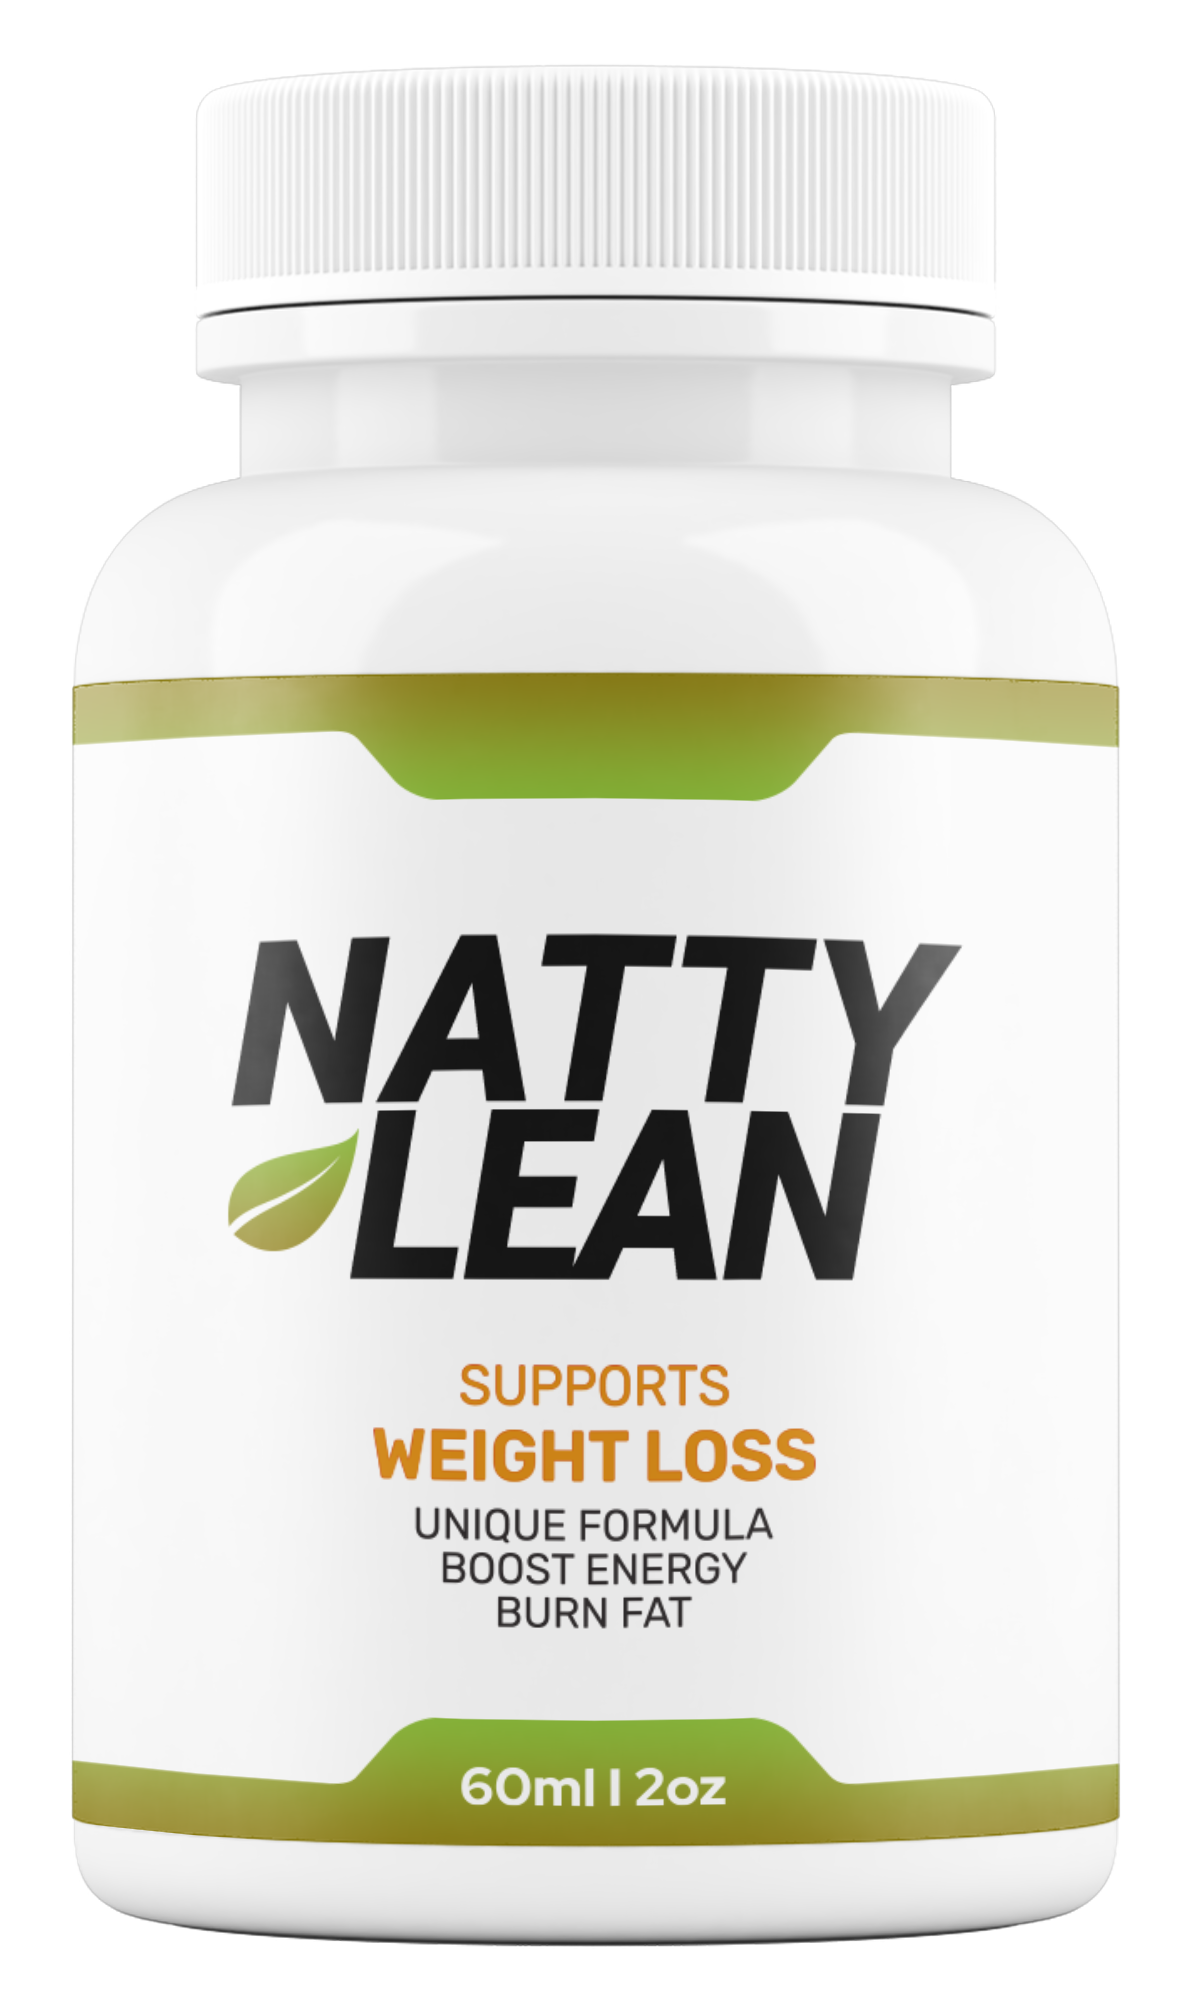 NATTY
LEAN
SUPPORTS
WEIGHT LOSS
UNIQUE FORMULA
BOOST ENERGY
BURN FAT
60ml | 2oz